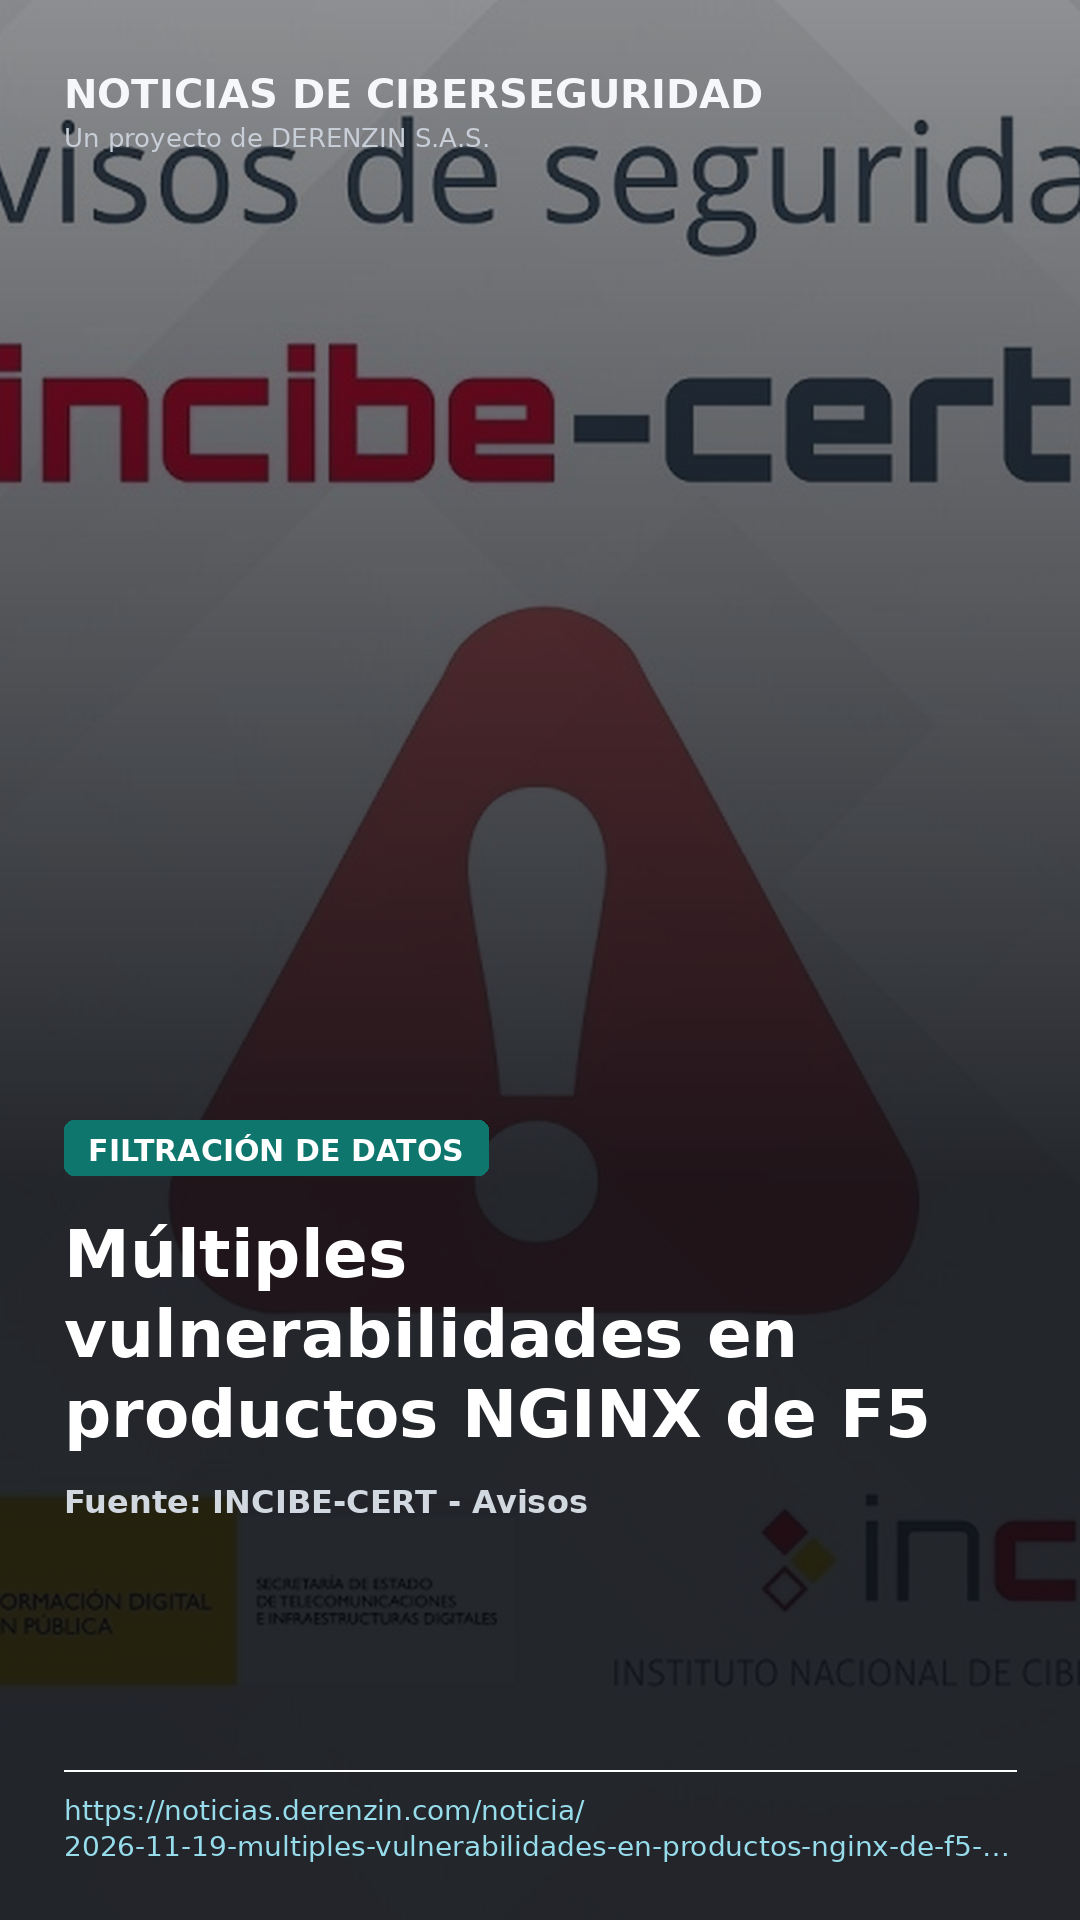 NOTICIAS DE CIBERSEGURIDAD
Un proyecto de DERENZIN S.A.S.
visos de segurida
incibe-cert
FILTRACIÓN DE DATOS
Múltiples
vulnerabilidades en
productos NGINX de F5
Fuente: INCIBE-CERT - Avisos
ORMACIÓN DIGITAL
N PÚBLICA
SECRETARÍA DE ESTADO
DE TELECOMUNICACIONES
E INFRAESTRUCTURAS DIGITALES
inc
INSTITUTO NACIONAL DE CIB
https://noticias.derenzin.com/noticia/
2026-11-19-multiples-vulnerabilidades-en-productos-nginx-de-f5-…